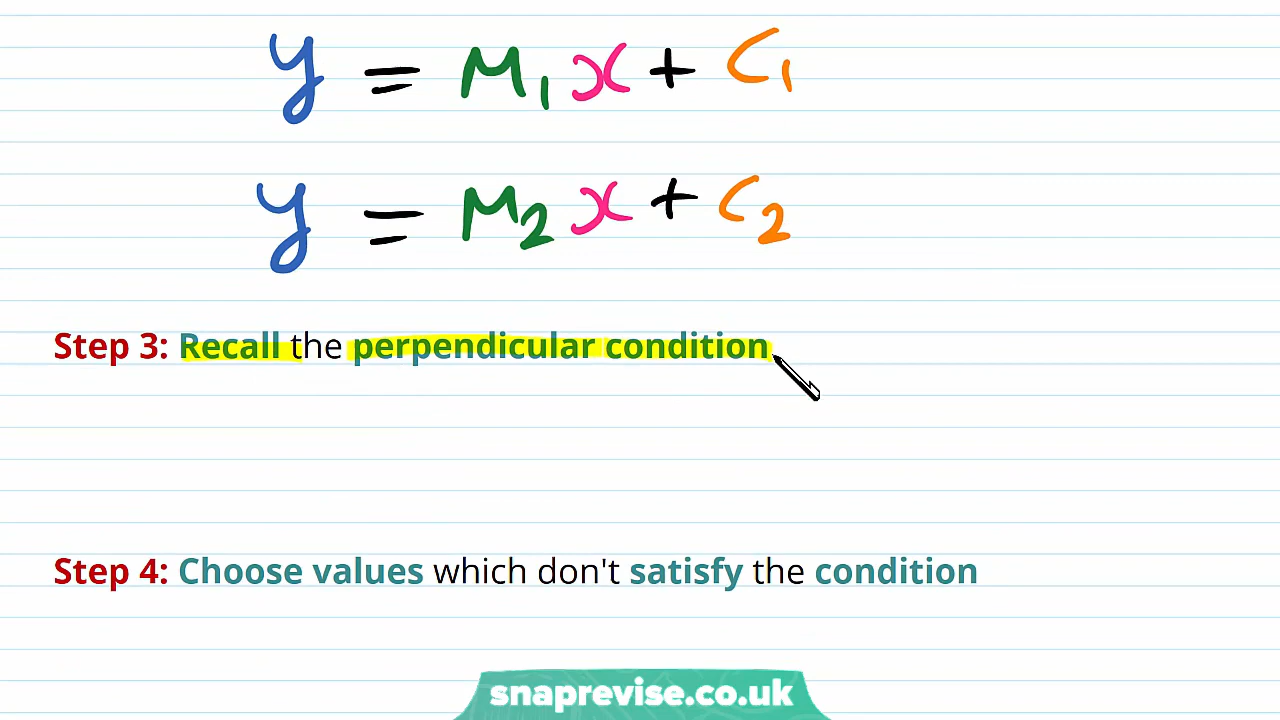 y = M₁x + C₁
y = M₂x + C₂
Step 3: Recall the perpendicular condition
Step 4: Choose values which don't satisfy the condition
snaprevise.co.uk